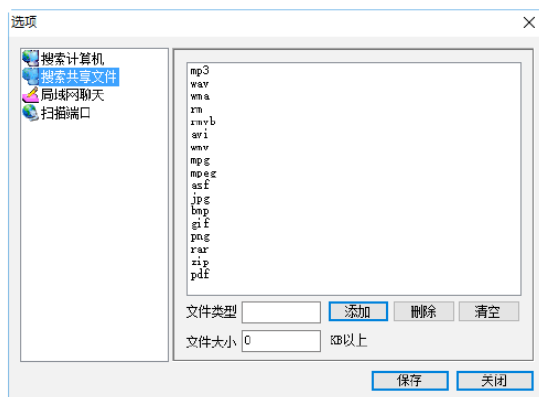 选项
搜索计算机
搜索共享文件
局域网聊天
扫描端口
mp3
wav
wma
rm
rmvb
avi
wmv
mpg
mpeg
asf
jpg
bmp
gif
png
rar
zip
pdf
文件类型 添加 删除 清空
文件大小 0 KB以上
保存 关闭